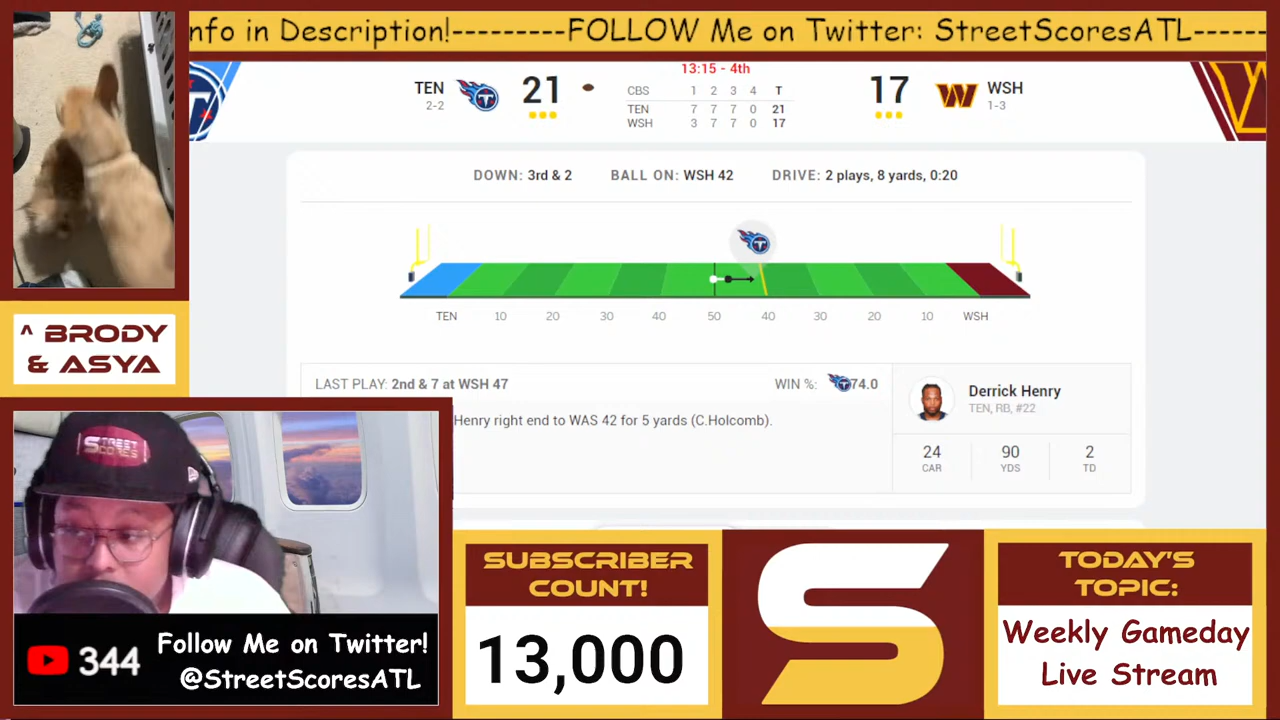 nfo in Description!---------FOLLOW Me on Twitter: StreetScoresATL------
TEN
2-2
21
13:15 - 4th
CBS 1 2 3 4 T
TEN 7 7 7 0 21
WSH 3 7 7 0 17
17
WSH
1-3
DOWN: 3rd & 2 BALL ON: WSH 42 DRIVE: 2 plays, 8 yards, 0:20
TEN 10 20 30 40 50 40 30 20 10 WSH
^ BRODY
& ASYA
LAST PLAY: 2nd & 7 at WSH 47 WIN %: 74.0
Henry right end to WAS 42 for 5 yards (C.Holcomb).
Derrick Henry
TEN, RB, #22
24 90 2
CAR YDS TD
STREET
SCORES
344
Follow Me on Twitter!
@StreetScoresATL
SUBSCRIBER
COUNT!
13,000
S
TODAY'S
TOPIC:
Weekly Gameday
Live Stream